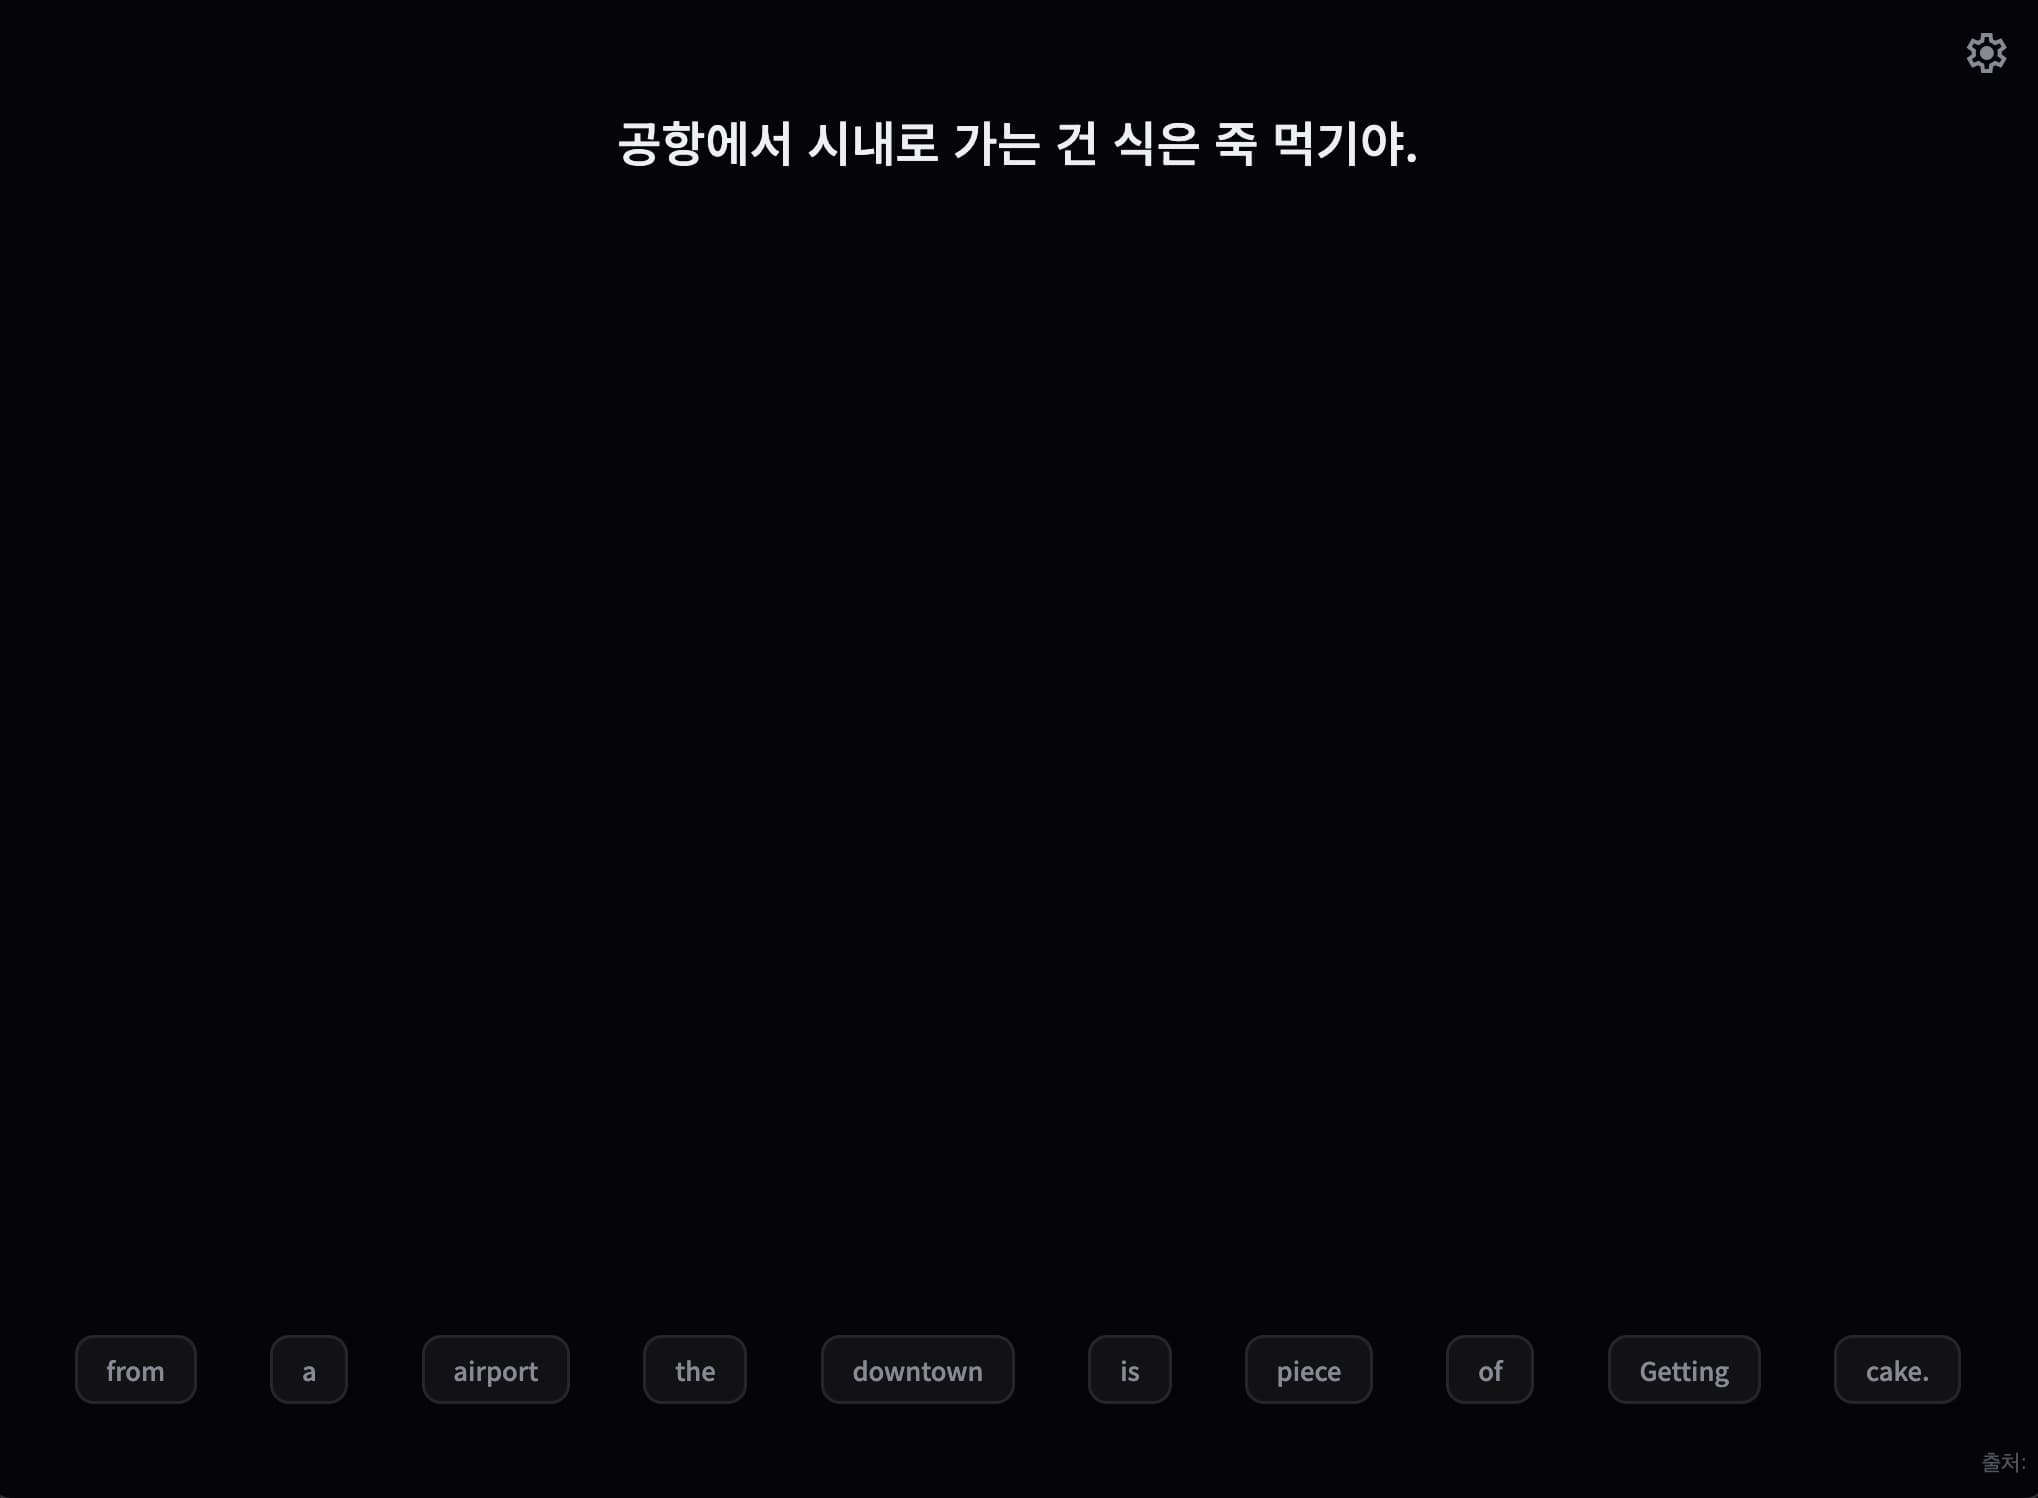 공항에서 시내로 가는 건 식은 죽 먹기야.
from a airport the downtown is piece of Getting cake.
출처: